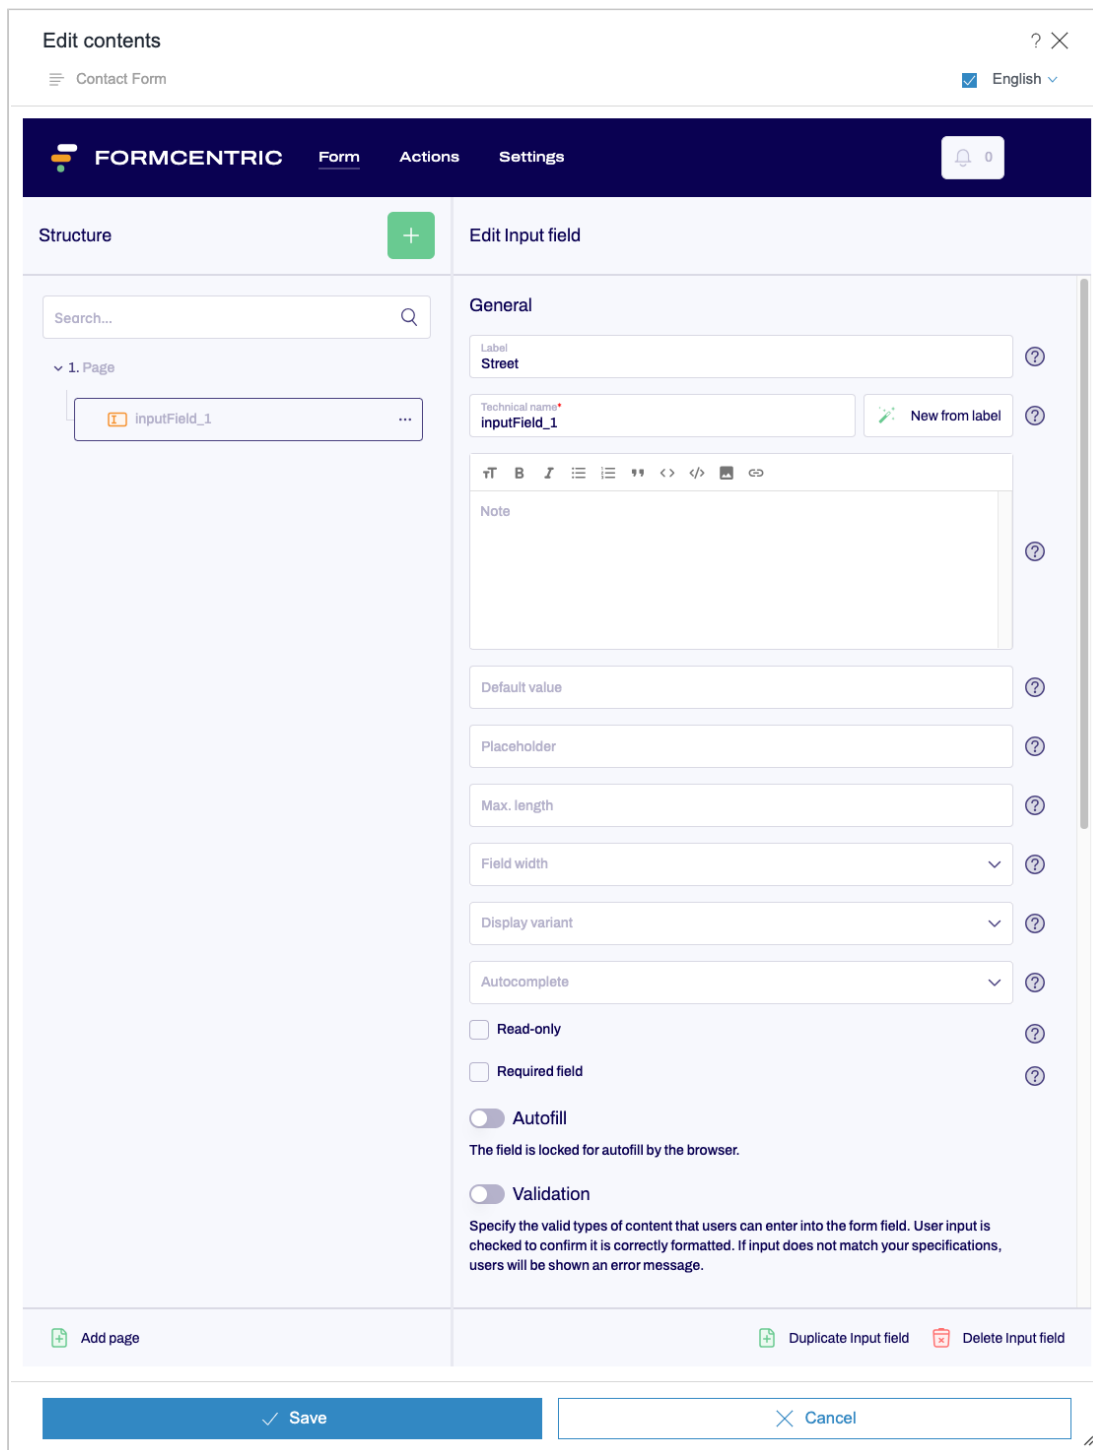 Edit contents
?
Contact Form
English
FORMCENTRIC
Form
Actions
Settings
0
Structure
+
Edit Input field
Search...
1. Page
inputField_1
...
General
Label
Street
?
Technical name*
inputField_1
New from label
?
Note
?
Default value
?
Placeholder
?
Max. length
?
Field width
?
Display variant
?
Autocomplete
?
Read-only
?
Required field
?
Autofill
The field is locked for autofill by the browser.
Validation
Specify the valid types of content that users can enter into the form field. User input is
checked to confirm it is correctly formatted. If input does not match your specifications,
users will be shown an error message.
Add page
Duplicate Input field
Delete Input field
Save
Cancel